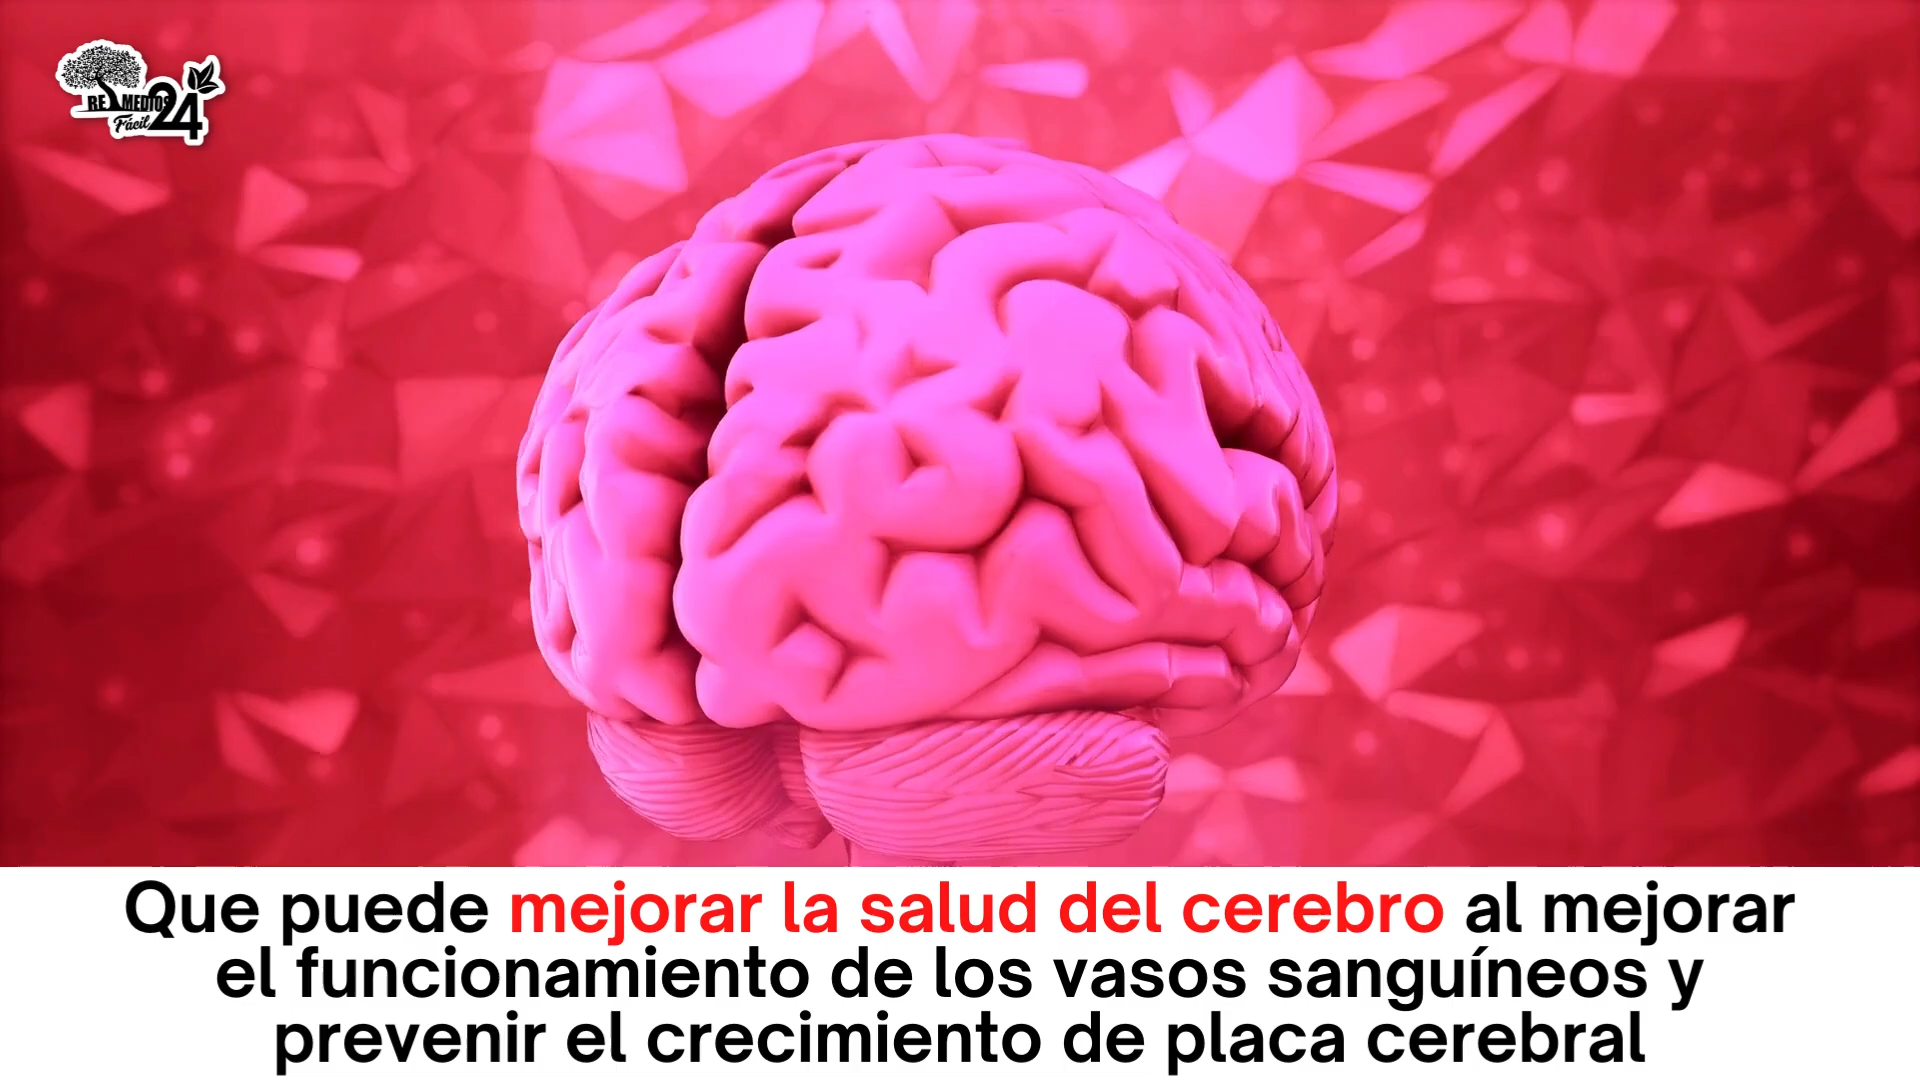 REMEDIOS
Fácil 24
Que puede mejorar la salud del cerebro al mejorar
el funcionamiento de los vasos sanguíneos y
prevenir el crecimiento de placa cerebral